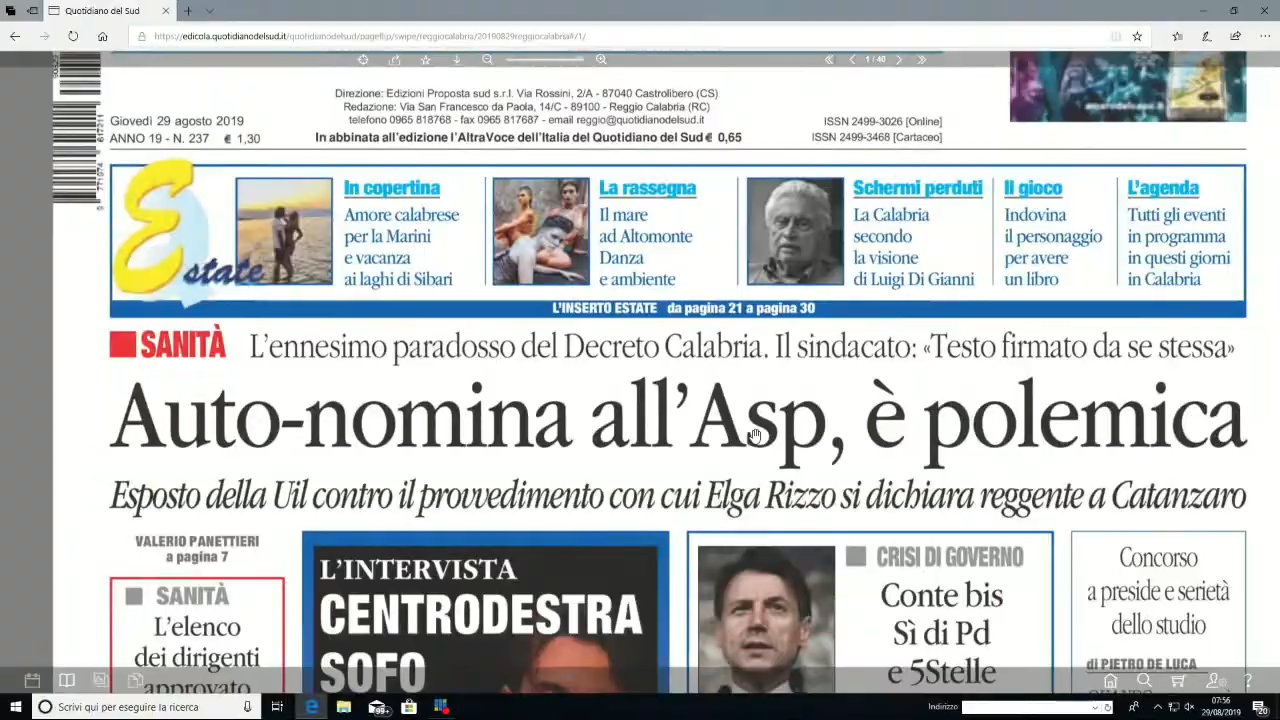 Quotidiano del Sud
https://edicola.quotidianodelsud.it/quotidianodelsud/pageflip/swipe/reggiocalabria/20190829reggiocalabria#/1/
1 / 40
Direzione: Edizioni Proposta sud s.r.l. Via Rossini, 2/A - 87040 Castrolibero (CS)
Redazione: Via San Francesco da Paola, 14/C - 89100 - Reggio Calabria (RC)
telefono 0965 818768 - fax 0965 817687 - email reggio@quotidianodelsud.it
In abbinata all'edizione l'AltraVoce dell'Italia del Quotidiano del Sud € 0,65
Giovedì 29 agosto 2019
ANNO 19 - N. 237 € 1,30
ISSN 2499-3026 [Online]
ISSN 2499-3468 [Cartaceo]
Estate
In copertina
Amore calabrese
per la Marini
e vacanza
ai laghi di Sibari
La rassegna
Il mare
ad Altomonte
Danza
e ambiente
Schermi perduti
La Calabria
secondo
la visione
di Luigi Di Gianni
Il gioco
Indovina
il personaggio
per avere
un libro
L'agenda
Tutti gli eventi
in programma
in questi giorni
in Calabria
L'INSERTO ESTATE da pagina 21 a pagina 30
SANITÀ L'ennesimo paradosso del Decreto Calabria. Il sindacato: «Testo firmato da se stessa»
Auto-nomina all'Asp, è polemica
Esposto della Uil contro il provvedimento con cui Elga Rizzo si dichiara reggente a Catanzaro
VALERIO PANETTIERI
a pagina 7
SANITÀ
L'elenco
dei dirigenti
approvato
L'INTERVISTA
CENTRODESTRA
SOFO
CRISI DI GOVERNO
Conte bis
Sì di Pd
e 5Stelle
Concorso
a preside e serietà
dello studio
di PIETRO DE LUCA
Scrivi qui per eseguire la ricerca
99+
Indirizzo
07:56
29/08/2019
20